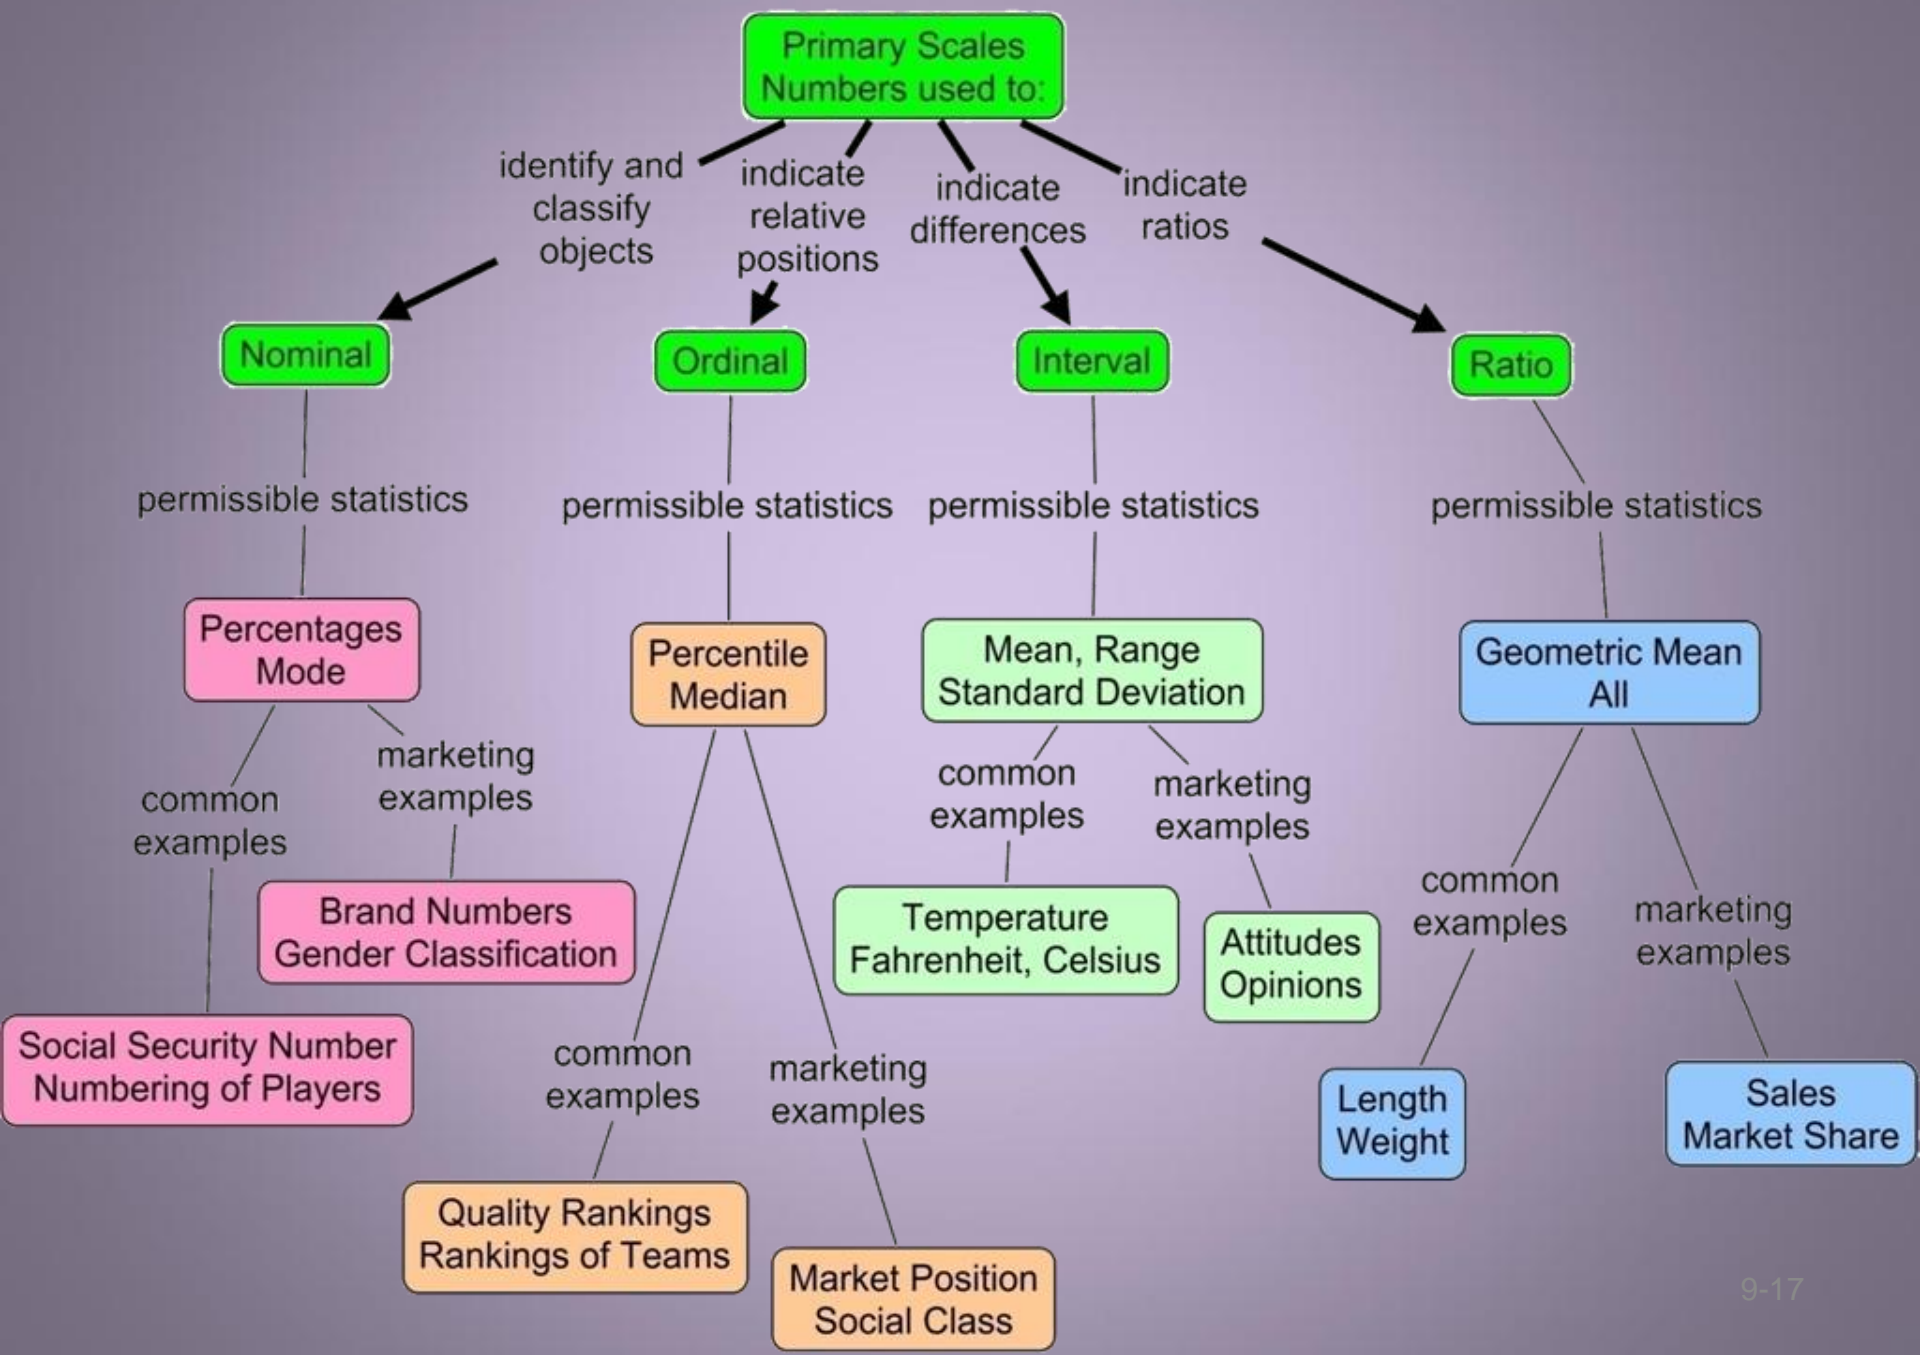 Primary Scales
Numbers used to:
identify and
classify
objects
indicate
relative
positions
indicate
differences
indicate
ratios
Nominal
Ordinal
Interval
Ratio
permissible statistics
permissible statistics
permissible statistics
permissible statistics
Percentages
Mode
Percentile
Median
Mean, Range
Standard Deviation
Geometric Mean
All
common
examples
marketing
examples
common
examples
marketing
examples
common
examples
marketing
examples
Brand Numbers
Gender Classification
Temperature
Fahrenheit, Celsius
Attitudes
Opinions
Social Security Number
Numbering of Players
common
examples
marketing
examples
Length
Weight
Sales
Market Share
Quality Rankings
Rankings of Teams
Market Position
Social Class
9-17